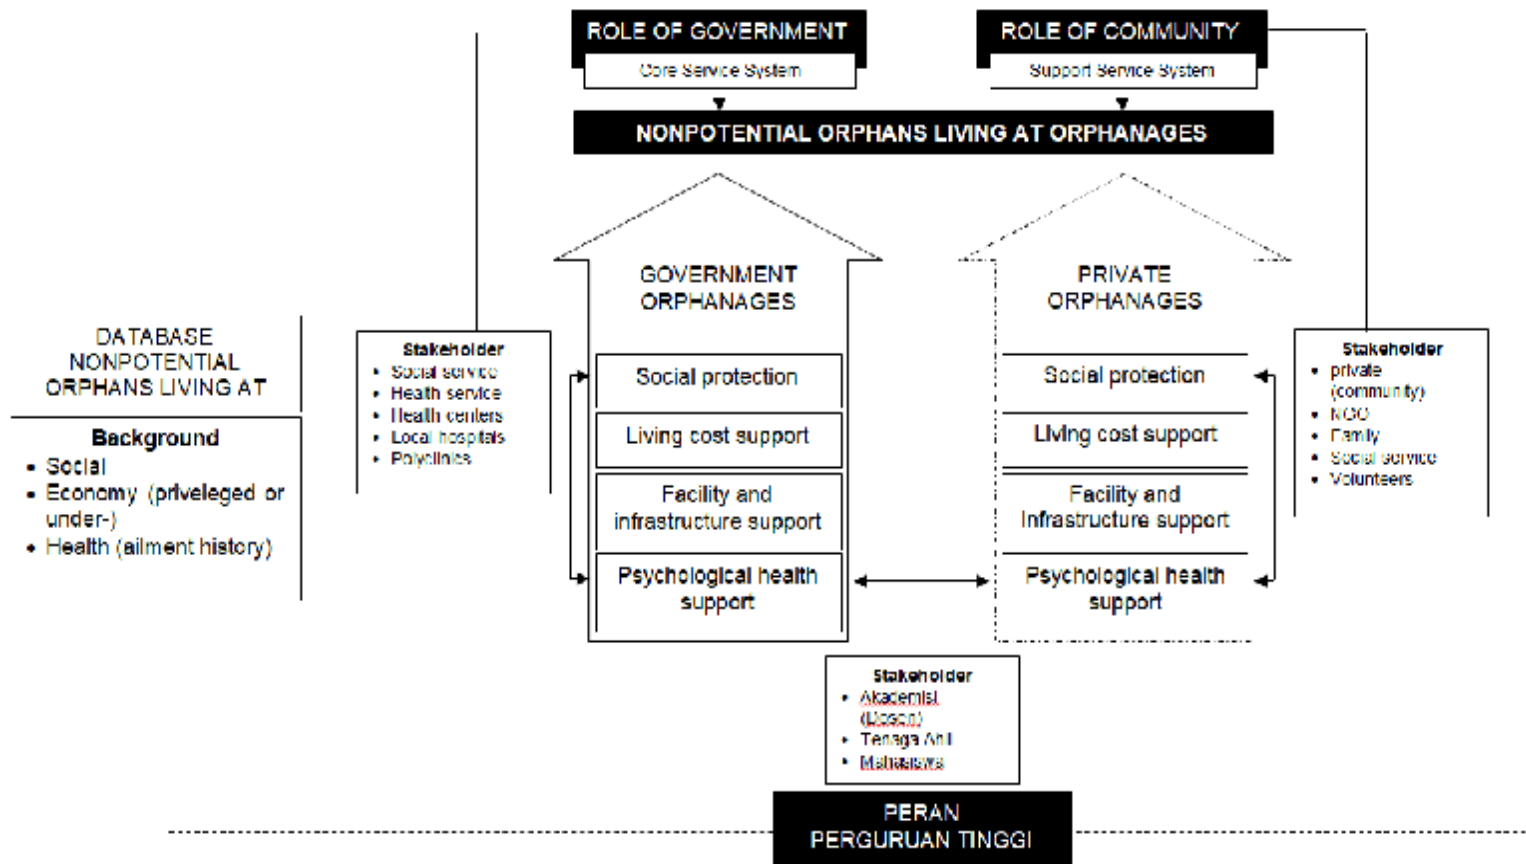 ROLE OF GOVERNMENT
Core Service System
ROLE OF COMMUNITY
Support Service System
NONPOTENTIAL ORPHANS LIVING AT ORPHANAGES
DATABASE
NONPOTENTIAL
ORPHANS LIVING AT
Background
• Social
• Economy (priveleged or
under-)
• Health (ailment history)
Stakeholder
• Social service
• Health service
• Health centers
• Local hospitals
• Polyclinics
GOVERNMENT
ORPHANAGES
Social protection
Living cost support
Facility and
infrastructure support
Psychological health
support
PRIVATE
ORPHANAGES
Social protection
Living cost support
Facility and
Infrastructure support
Psychological health
support
Stakeholder
• private
(community)
• NGO
• Family
• Social service
• Volunteers
Stakeholder
• Akademisi
(Dosen)
• Tenaga Ahli
• Mahasiswa
PERAN
PERGURUAN TINGGI